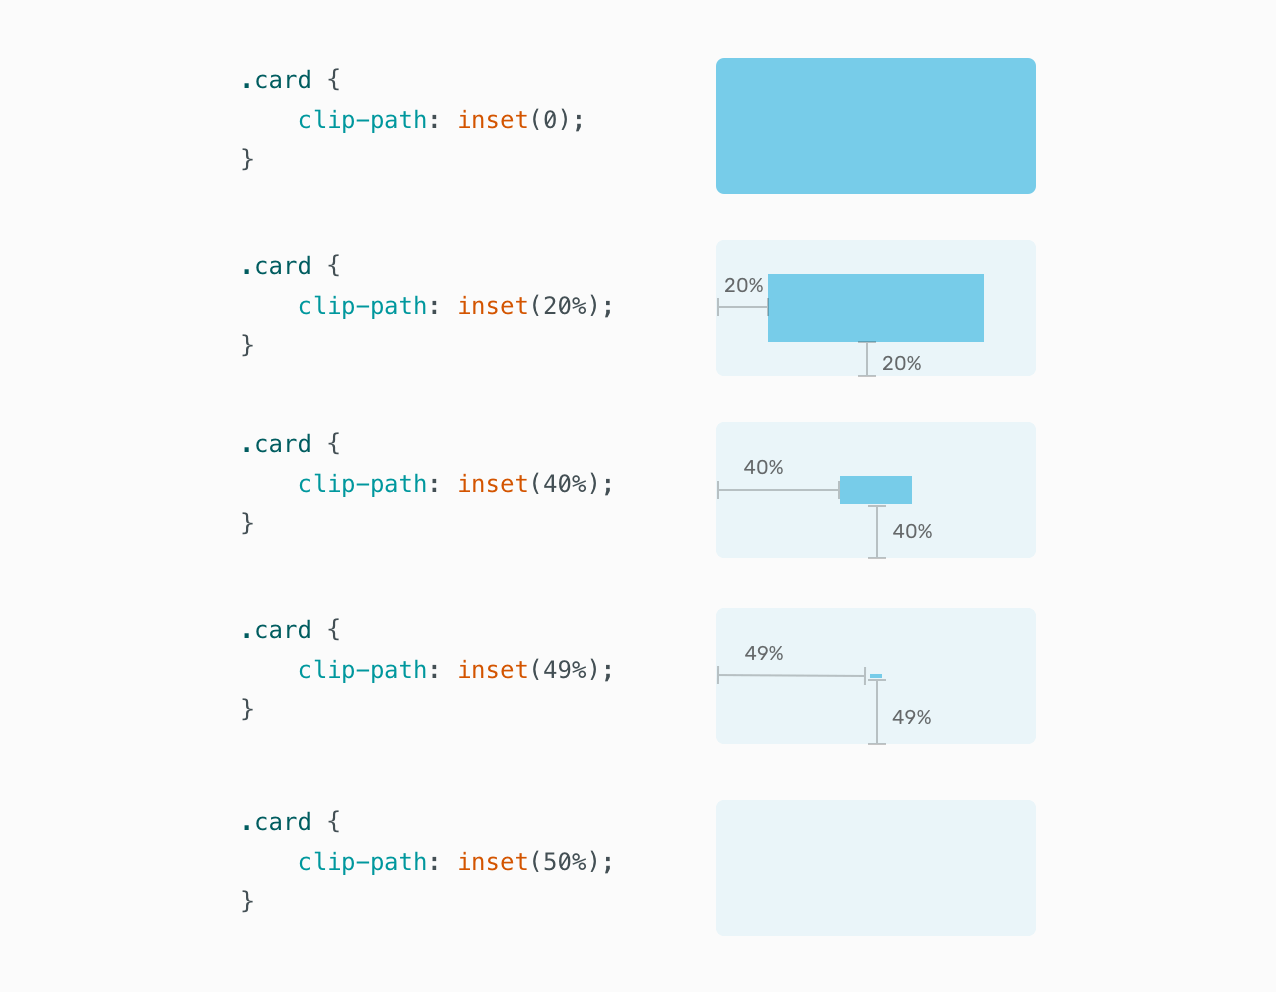 .card {
    clip-path: inset(0);
}
.card {
    clip-path: inset(20%);
}
20%
20%
.card {
    clip-path: inset(40%);
}
40%
40%
.card {
    clip-path: inset(49%);
}
49%
49%
.card {
    clip-path: inset(50%);
}